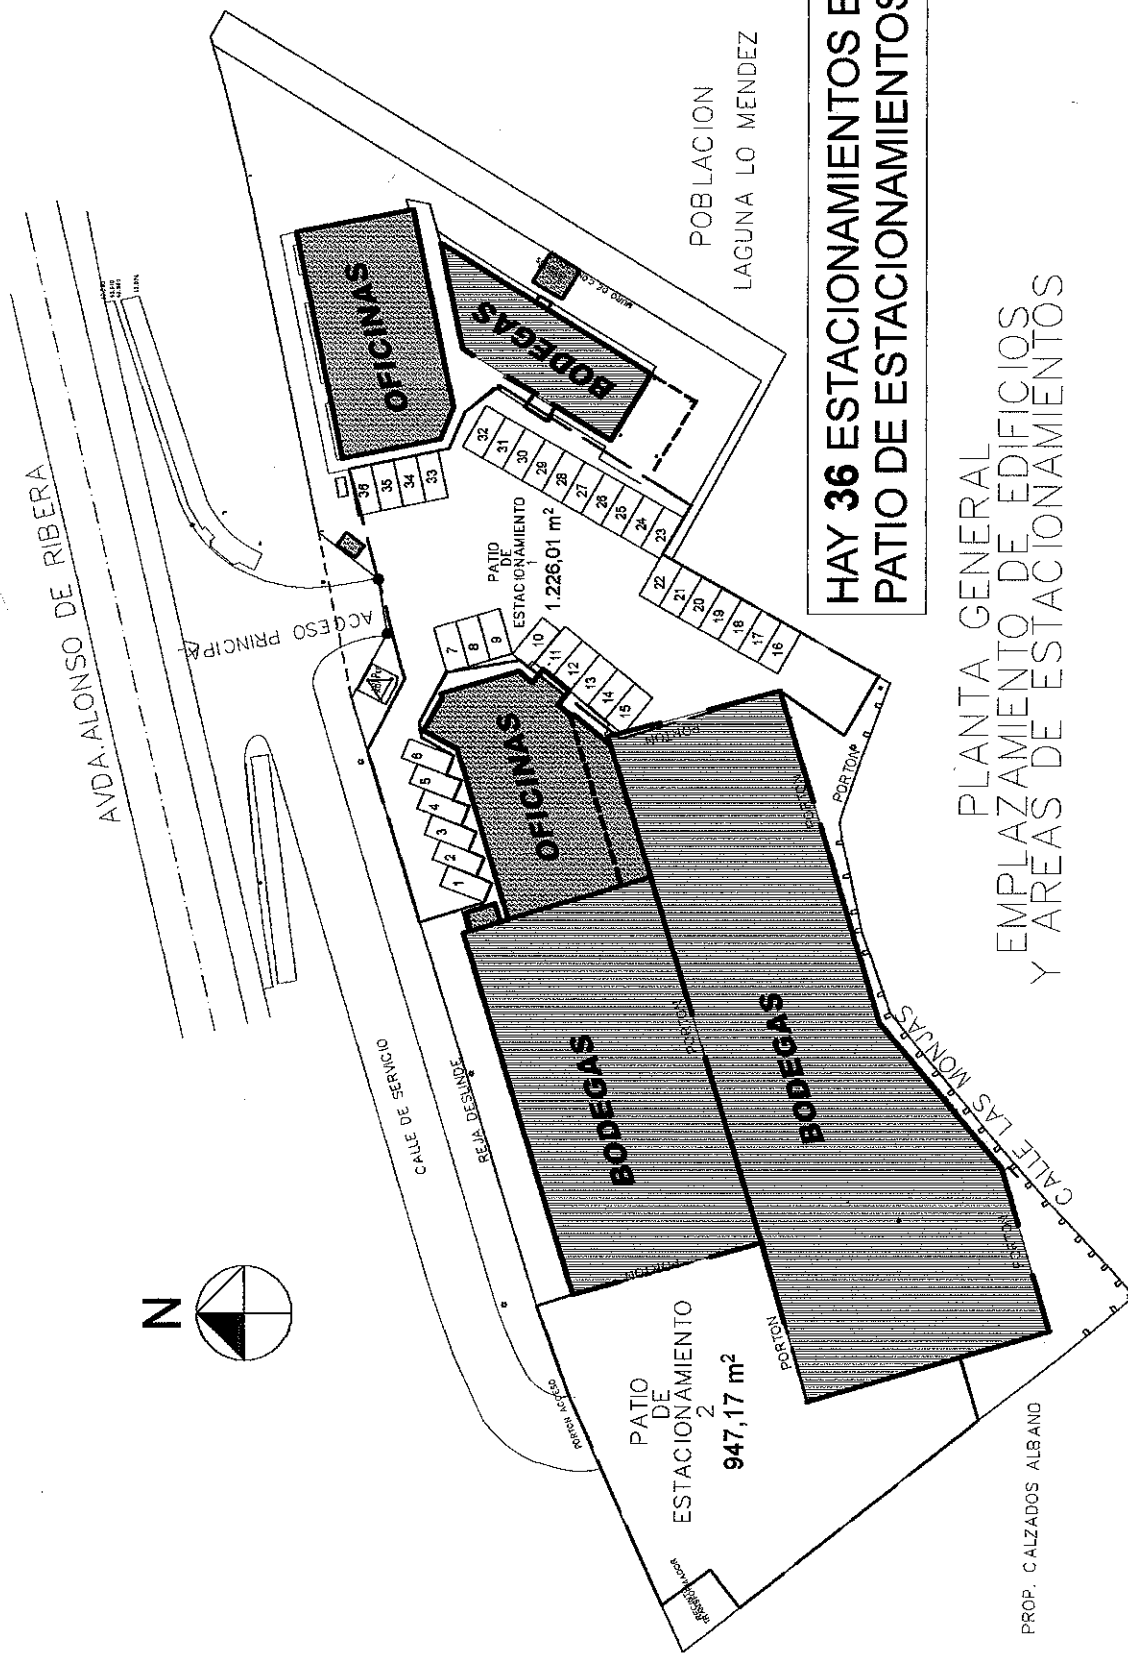 N
AVDA.ALONSO DE RIBERA
ACCESO PRINCIPAL
CALLE DE SERVICIO
REJA DESLINDE
PORTON ACCESO
OFICINAS
BODEGAS
36
35
34
33
32
31
30
29
28
27
26
25
24
23
22
21
20
19
18
17
16
PATIO
DE
ESTACIONAMIENTO
1
1.226,01 m²
7
8
9
10
11
12
13
14
15
6
5
4
3
2
1
OFICINAS
BODEGAS
BODEGAS
PORTON
PORTON
PORTON
PORTON
PORTON
PORTON
PORTON
PATIO
DE
ESTACIONAMIENTO
2
947,17 m²
CALLE LAS MONJAS
PROP. CALZADOS ALBANO
POBLACION
LAGUNA LO MENDEZ
HAY 36 ESTACIONAMIENTOS E
PATIO DE ESTACIONAMIENTOS
PLANTA GENERAL
EMPLAZAMIENTO DE EDIFICIOS
Y AREAS DE ESTACIONAMIENTOS